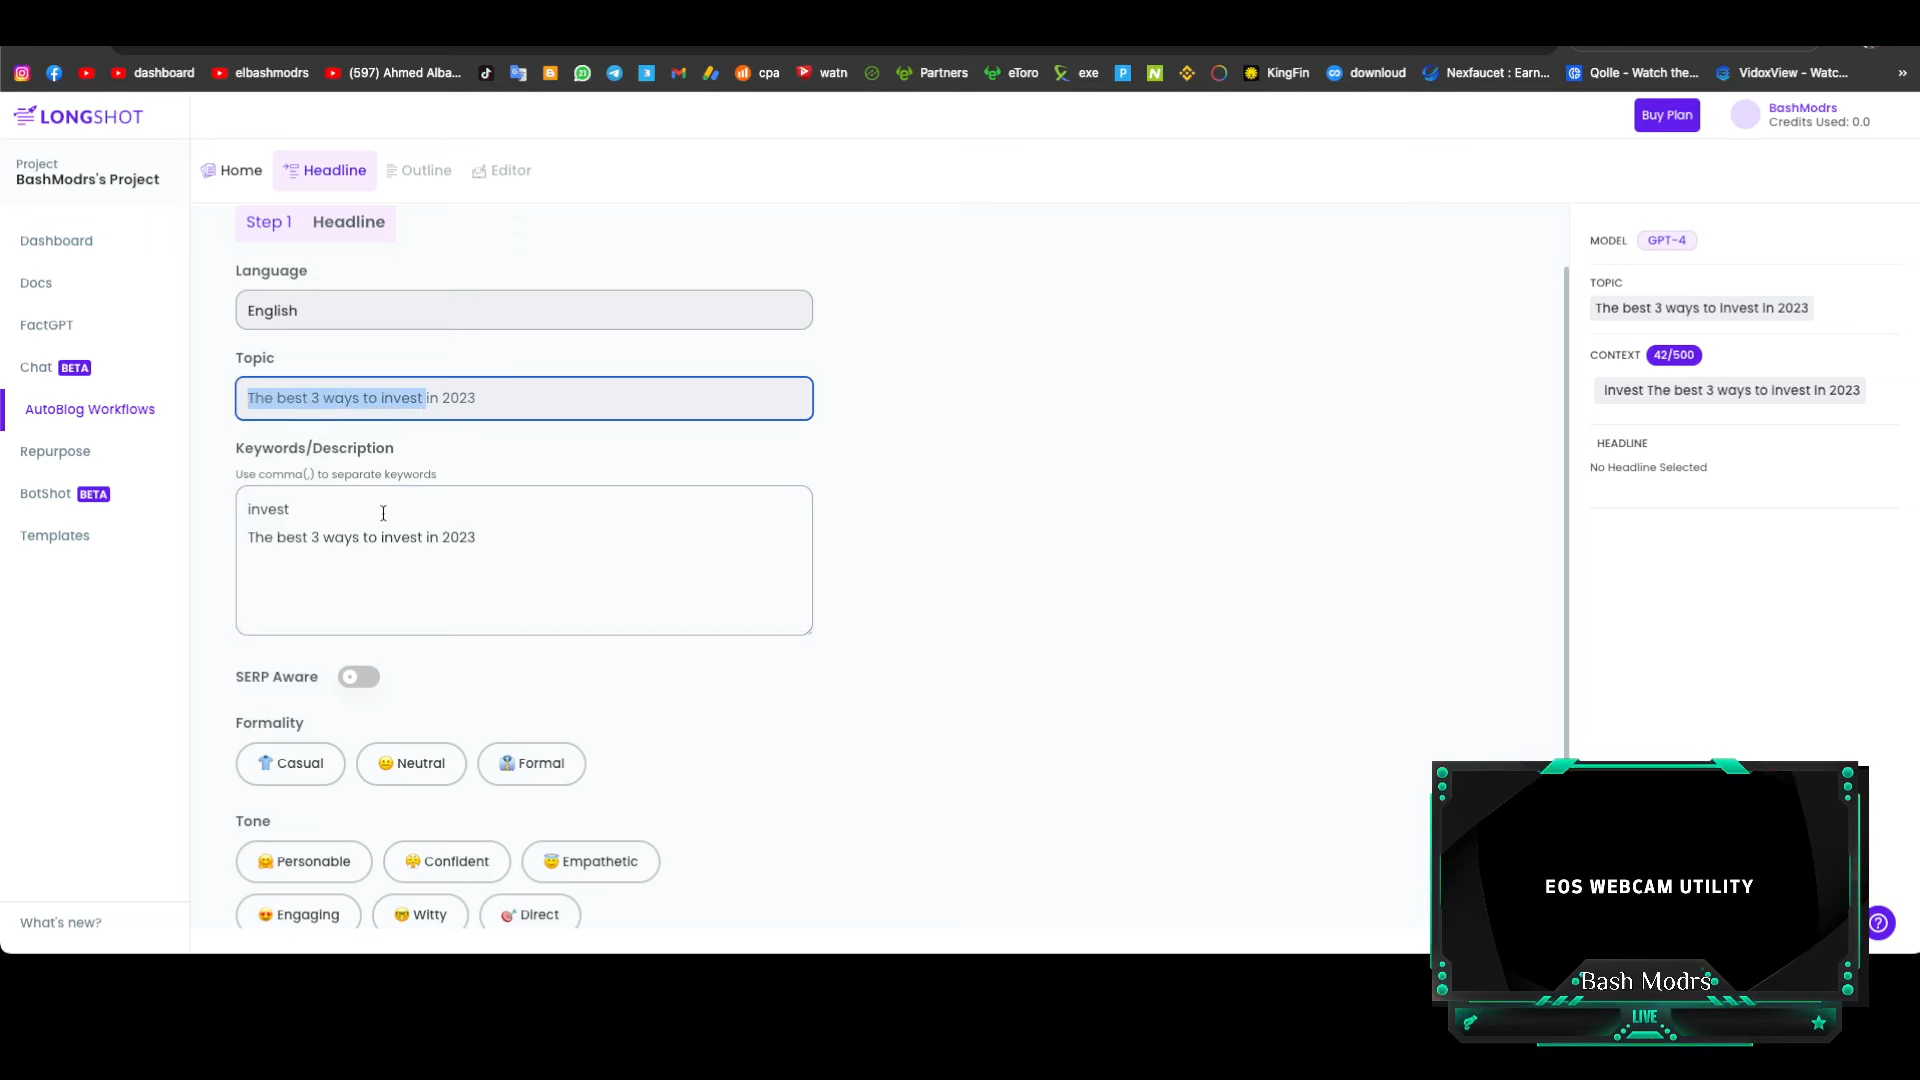 dashboard
elbashmodrs
(597) Ahmed Alba...
cpa
watn
Partners
eToro
exe
KingFin
downloud
Nexfaucet : Earn...
Qolle - Watch the...
VidoxView - Watc...
»
LONGSHOT
Buy Plan
BashModrs
Credits Used: 0.0
Project
BashModrs's Project
Home
Headline
Outline
Editor
Dashboard
Docs
FactGPT
Chat BETA
AutoBlog Workflows
Repurpose
BotShot BETA
Templates
What's new?
Step 1 Headline
Language
English
Topic
The best 3 ways to invest in 2023
Keywords/Description
Use comma(,) to separate keywords
invest
The best 3 ways to invest in 2023
SERP Aware
Formality
Casual
Neutral
Formal
Tone
Personable
Confident
Empathetic
Engaging
Witty
Direct
MODEL GPT-4
TOPIC
The best 3 ways to invest in 2023
CONTEXT 42/500
invest The best 3 ways to invest in 2023
HEADLINE
No Headline Selected
EOS WEBCAM UTILITY
Bash Modrs
LIVE